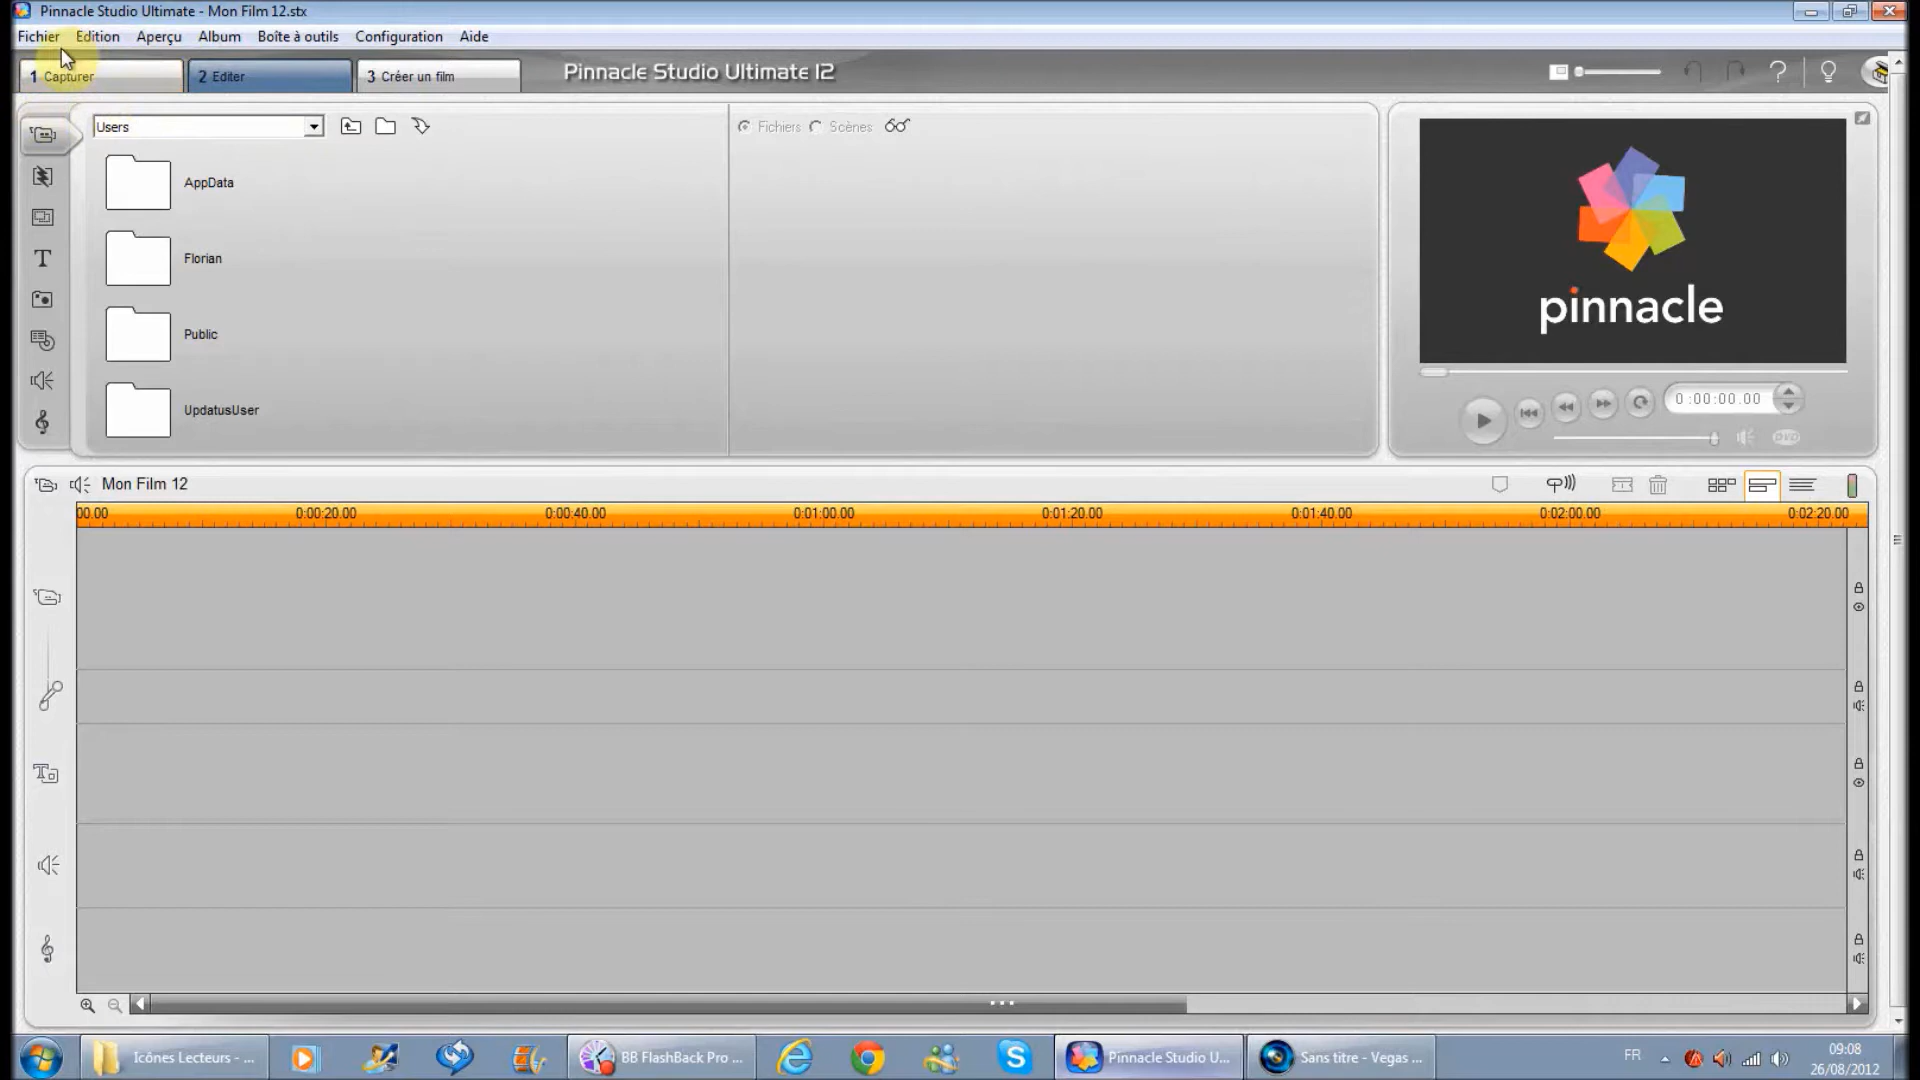 Pinnacle Studio Ultimate - Mon Film 12.stx
Fichier Edition Aperçu Album Boîte à outils Configuration Aide
1 Capturer 2 Editer 3 Créer un film Pinnacle Studio Ultimate 12
Users
Fichiers Scènes
AppData
Florian
Public
UpdatusUser
pinnacle
0:00:00.00
DVD
Mon Film 12
00.00 0:00:20.00 0:00:40.00 0:01:00.00 0:01:20.00 0:01:40.00 0:02:00.00 0:02:20.00
Icônes Lecteurs - ... BB FlashBack Pro ... Pinnacle Studio U... Sans titre - Vegas ... FR 09:08
26/08/2012